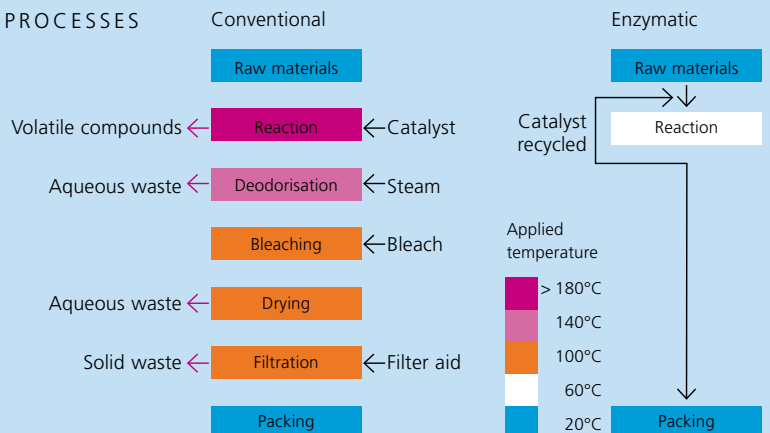 PROCESSES
Conventional
Enzymatic
Raw materials
Raw materials
Volatile compounds
Reaction
Catalyst
Catalyst
recycled
Reaction
Aqueous waste
Deodorisation
Steam
Bleaching
Bleach
Applied
temperature
> 180°C
Aqueous waste
Drying
140°C
Solid waste
Filtration
Filter aid
100°C
60°C
Packing
20°C
Packing